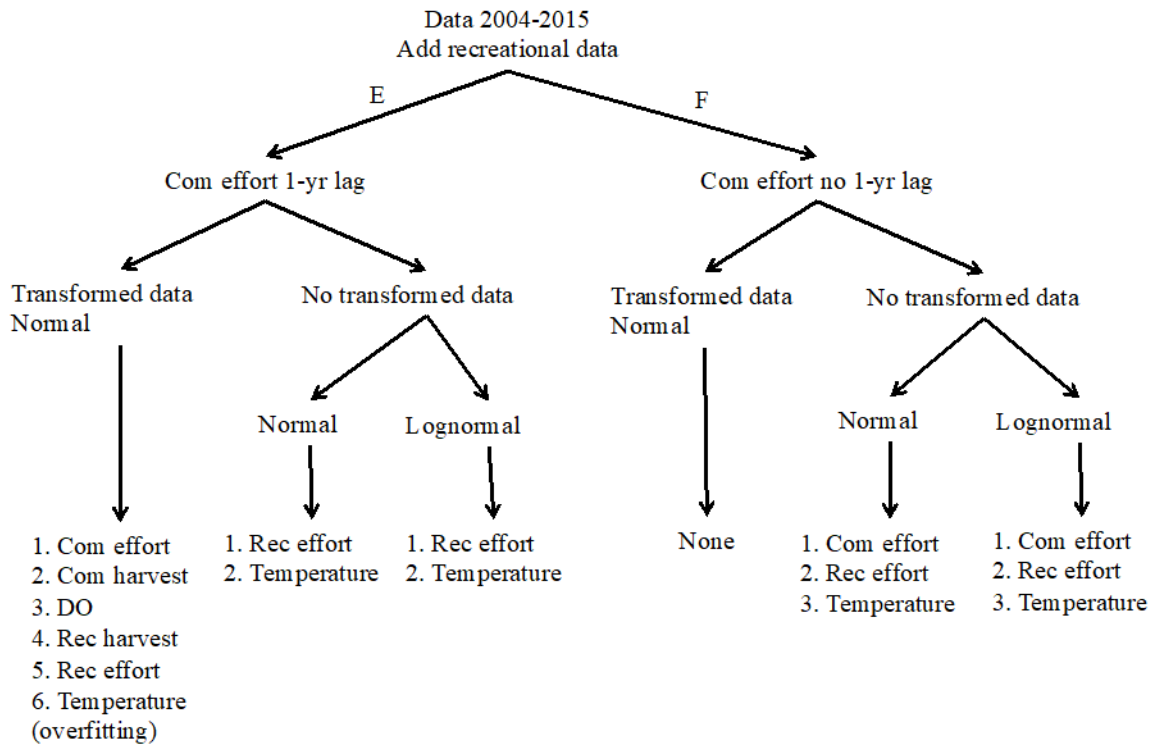 Data 2004-2015
Add recreational data
E
F
Com effort 1-yr lag
Com effort no 1-yr lag
Transformed data
Normal
No transformed data
Transformed data
Normal
No transformed data
Normal
Lognormal
Normal
Lognormal
1. Com effort
2. Com harvest
3. DO
4. Rec harvest
5. Rec effort
6. Temperature
(overfitting)
1. Rec effort
2. Temperature
1. Rec effort
2. Temperature
None
1. Com effort
2. Rec effort
3. Temperature
1. Com effort
2. Rec effort
3. Temperature